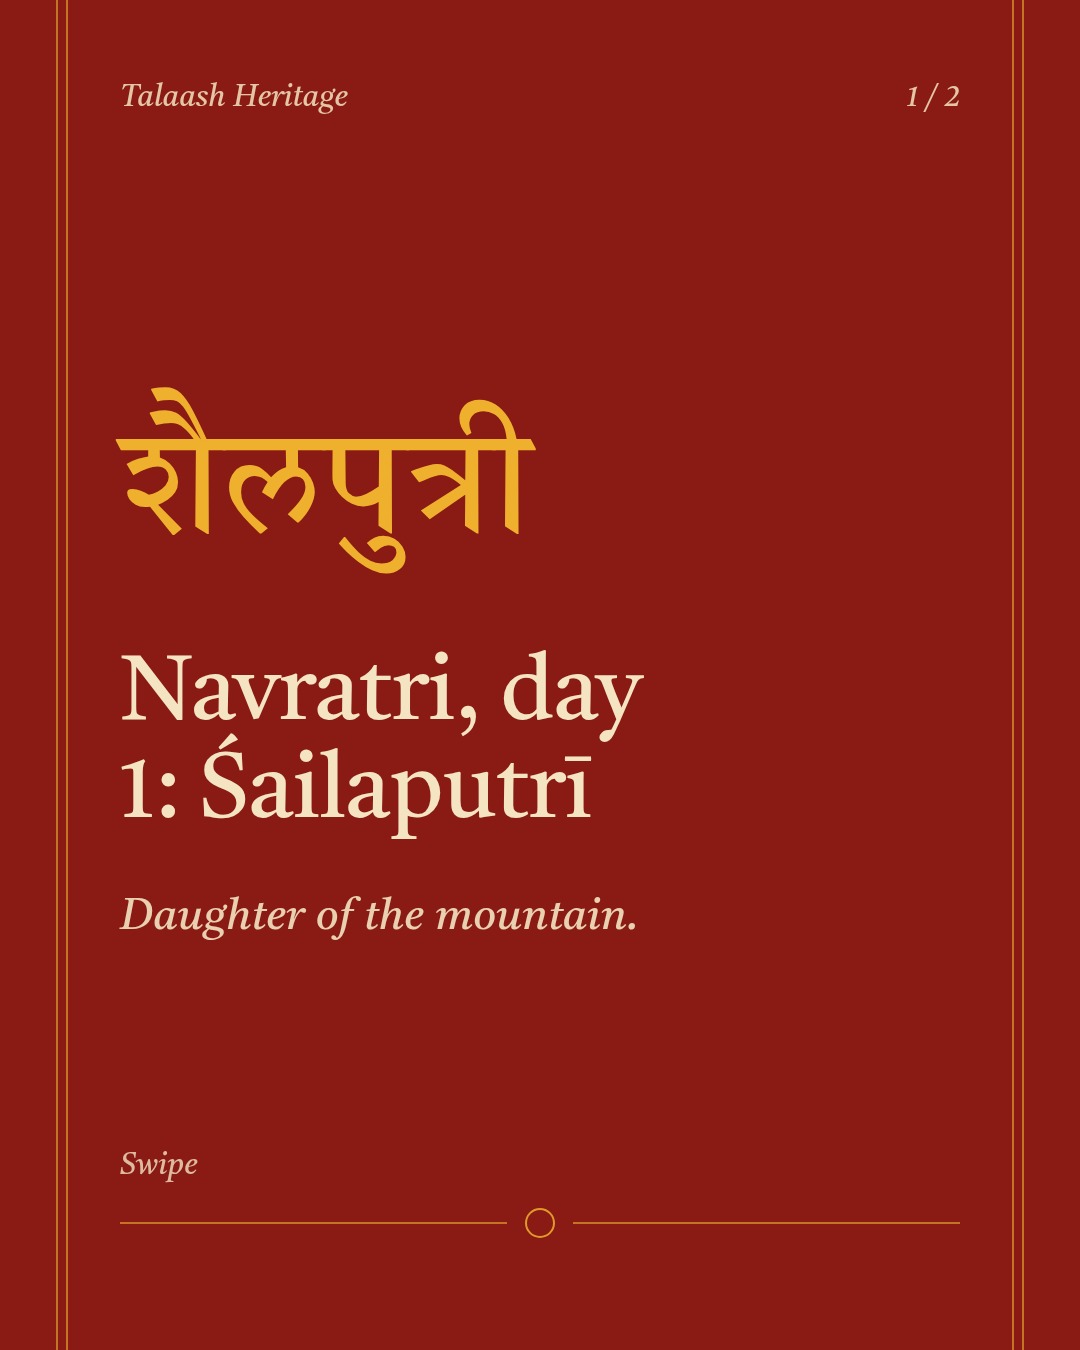 Talaash Heritage
1 / 2
शैलपुत्री
Navratri, day
1: Śailaputrī
Daughter of the mountain.
Swipe